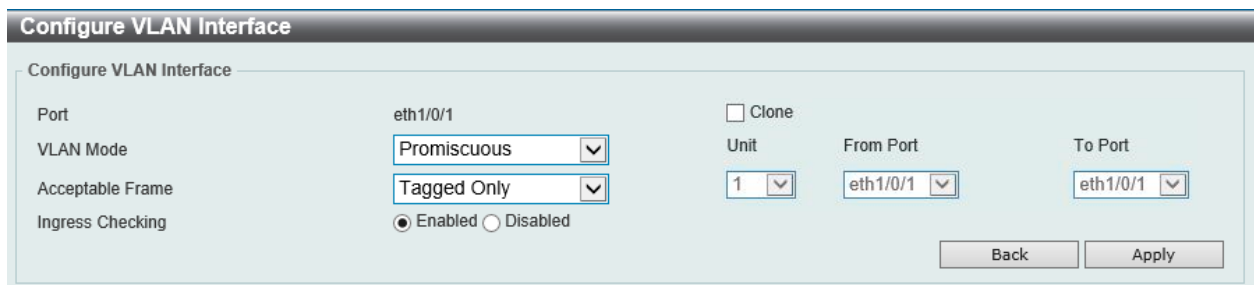 Configure VLAN Interface
Configure VLAN Interface
Port eth1/0/1 Clone
VLAN Mode Promiscuous Unit From Port To Port
Acceptable Frame Tagged Only 1 eth1/0/1 eth1/0/1
Ingress Checking Enabled Disabled
Back Apply